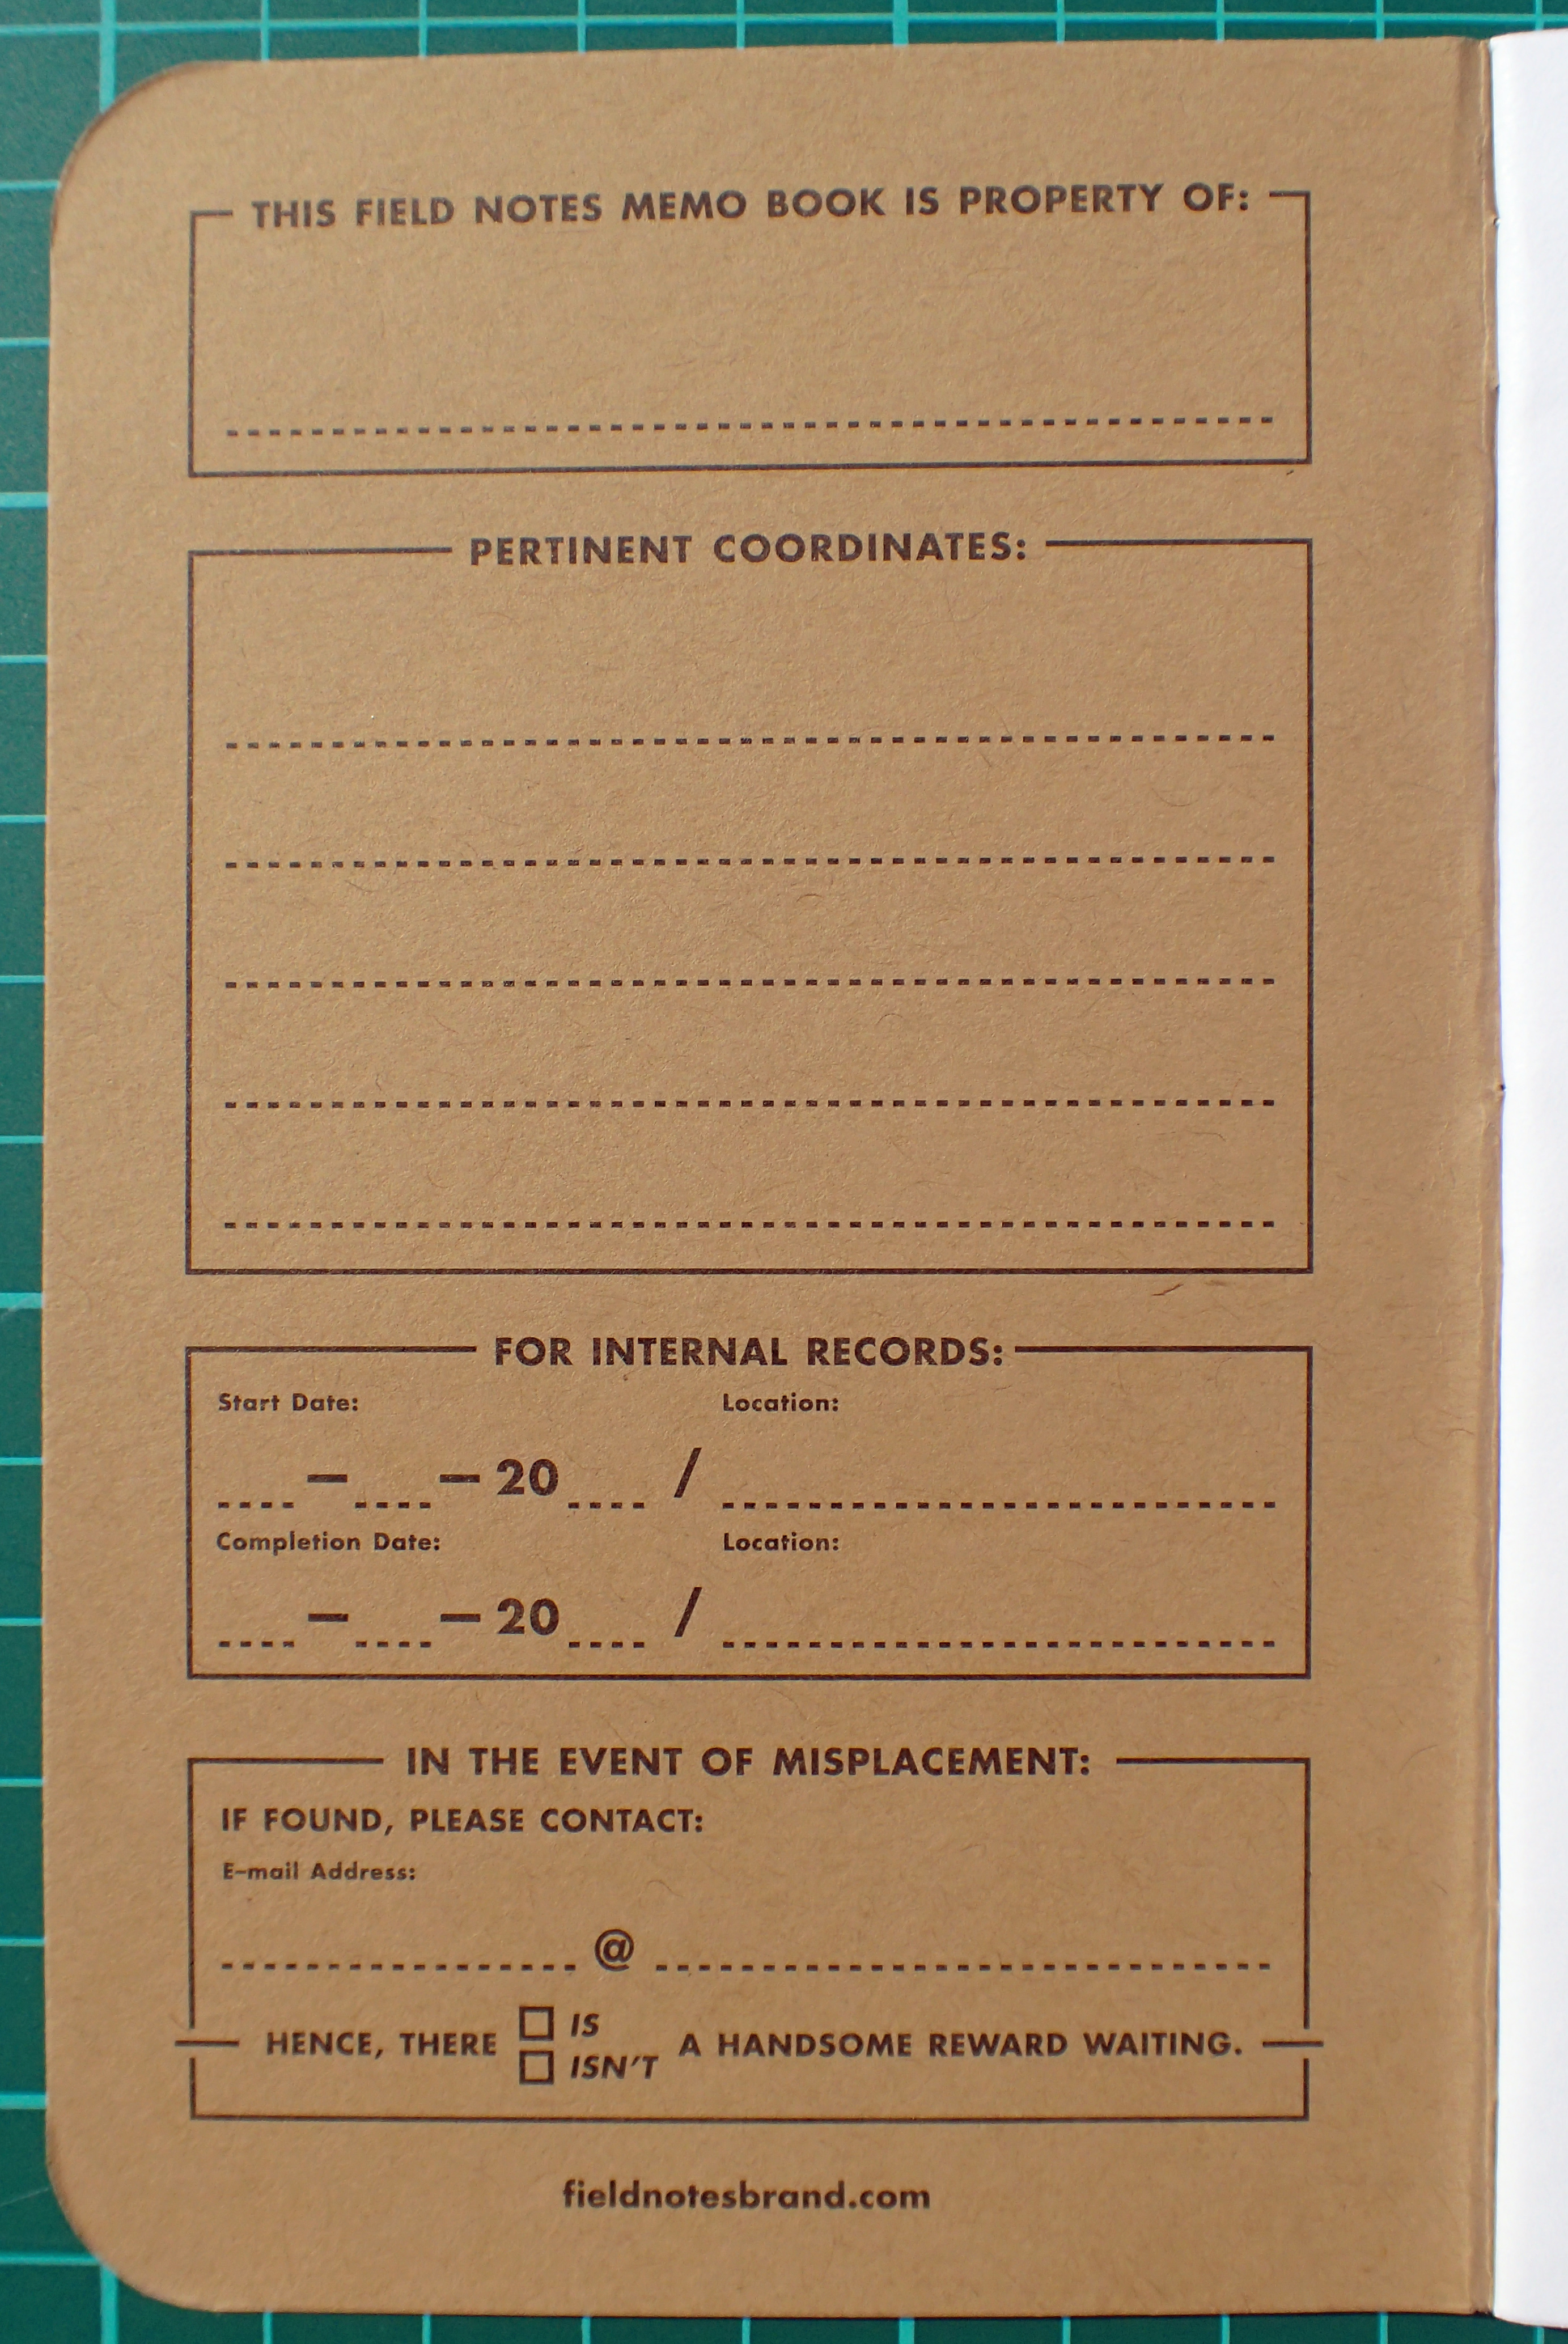 THIS FIELD NOTES MEMO BOOK IS PROPERTY OF:
PERTINENT COORDINATES:
FOR INTERNAL RECORDS:
Start Date: Location:
– – 20 /
Completion Date: Location:
– – 20 /
IN THE EVENT OF MISPLACEMENT:
IF FOUND, PLEASE CONTACT:
E-mail Address:
@
HENCE, THERE IS ISN'T A HANDSOME REWARD WAITING.
fieldnotesbrand.com